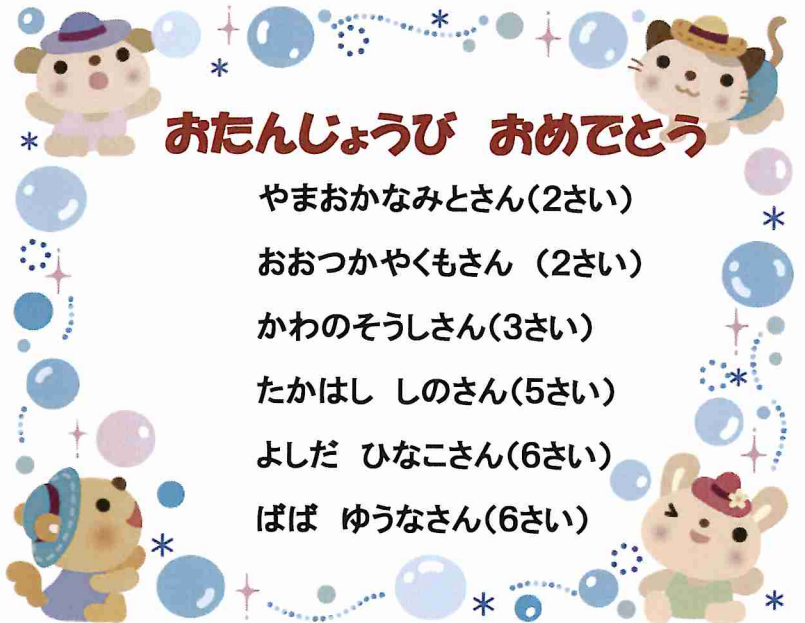 おたんじょうび　おめでとう
やまおかなみとさん(2さい)
おおつかやくもさん　(2さい)
かわのそうしさん(3さい)
たかはし　しのさん(5さい)
よしだ　ひなこさん(6さい)
ばば　ゆうなさん(6さい)